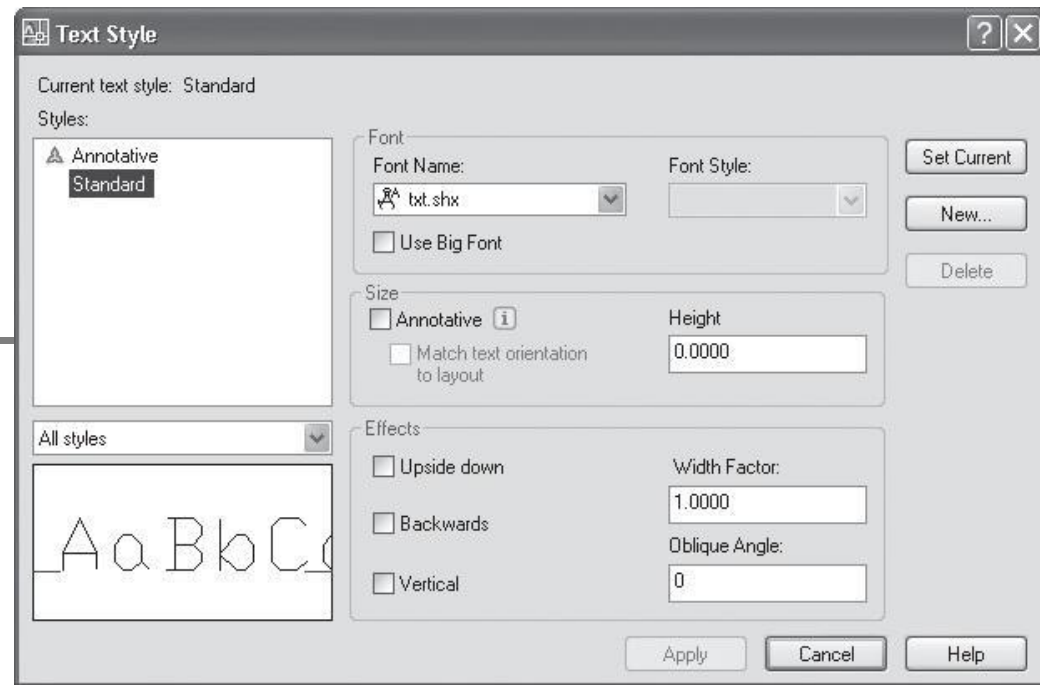 Text Style
Current text style: Standard
Styles:
Annotative
Standard
All styles
AaBbCc
Font
Font Name:
txt.shx
Use Big Font
Font Style:
Size
Annotative
Match text orientation
to layout
Height
0.0000
Effects
Upside down
Backwards
Vertical
Width Factor:
1.0000
Oblique Angle:
0
Set Current
New...
Delete
Apply
Cancel
Help